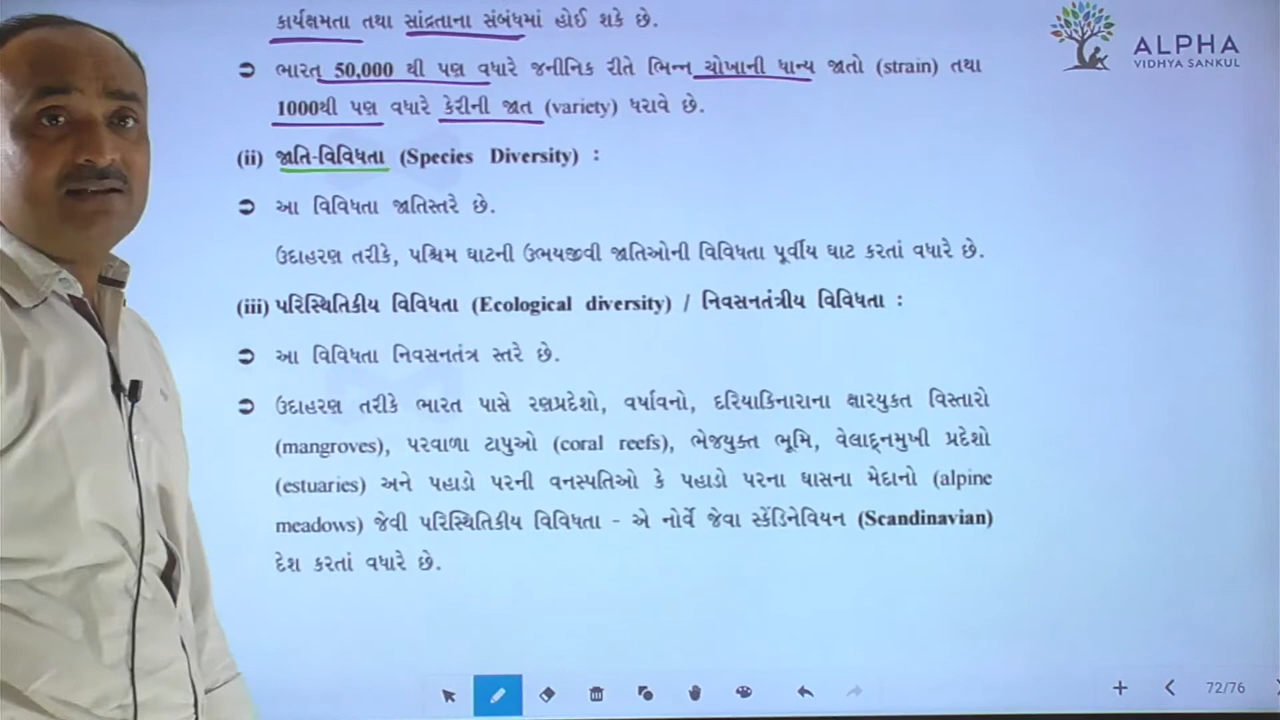 કાર્યક્ષમતા તથા સાંદ્રતાના સંબંધમાં હોઈ શકે છે.
ALPHA
VIDHYA SANKUL
➲ ભારત 50,000 થી પણ વધારે જનીનિક રીતે ભિન્ન ચોખાની ધાન્ય જાતો (strain) તથા
1000થી પણ વધારે કેરીની જાત (variety) ધરાવે છે.
(ii) જાતિ-વિવિધતા (Species Diversity) :
➲ આ વિવિધતા જાતિસ્તરે છે.
ઉદાહરણ તરીકે, પશ્ચિમ ઘાટની ઉભયજીવી જાતિઓની વિવિધતા પૂર્વીય ઘાટ કરતાં વધારે છે.
(iii) પરિસ્થિતિકીય વિવિધતા (Ecological diversity) / નિવસનતંત્રીય વિવિધતા :
➲ આ વિવિધતા નિવસનતંત્ર સ્તરે છે.
➲ ઉદાહરણ તરીકે ભારત પાસે રણપ્રદેશો, વર્ષાવનો, દરિયાકિનારાના ક્ષારયુક્ત વિસ્તારો
(mangroves), પરવાળા ટાપુઓ (coral reefs), ભેજયુક્ત ભૂમિ, વેલાદ્નમુખી પ્રદેશો
(estuaries) અને પહાડો પરની વનસ્પતિઓ કે પહાડો પરના ઘાસના મેદાનો (alpine
meadows) જેવી પરિસ્થિતિકીય વિવિધતા - એ નોર્વે જેવા સ્કેંડિનેવિયન (Scandinavian)
દેશ કરતાં વધારે છે.
72/76